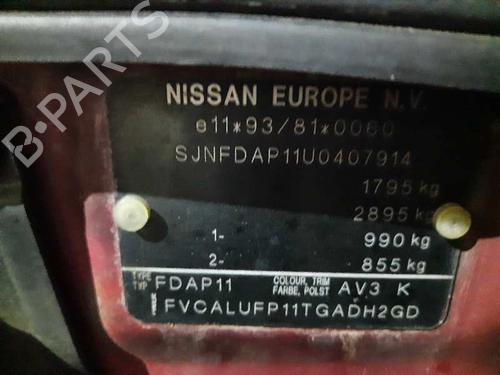 NISSAN EUROPE N.V.
e11*93/81*0060
SJNFDAP11U0407914
1795 kg
2895 kg
1- 990 kg
2- 855 kg
TYPE TYP FDAP11 COLOUR, TRIM FARBE, POLST AV3 K
FVCALUFP11TGADH2GD
B-PARTS